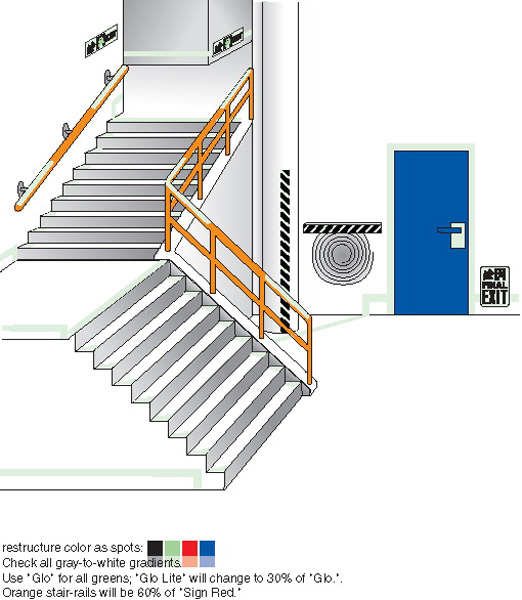 FINAL
EXIT
restructure color as spots:
Check all gray-to-white gradients.
Use "Glo" for all greens; "Glo Lite" will change to 30% of "Glo.".
Orange stair-rails will be 60% of "Sign Red."